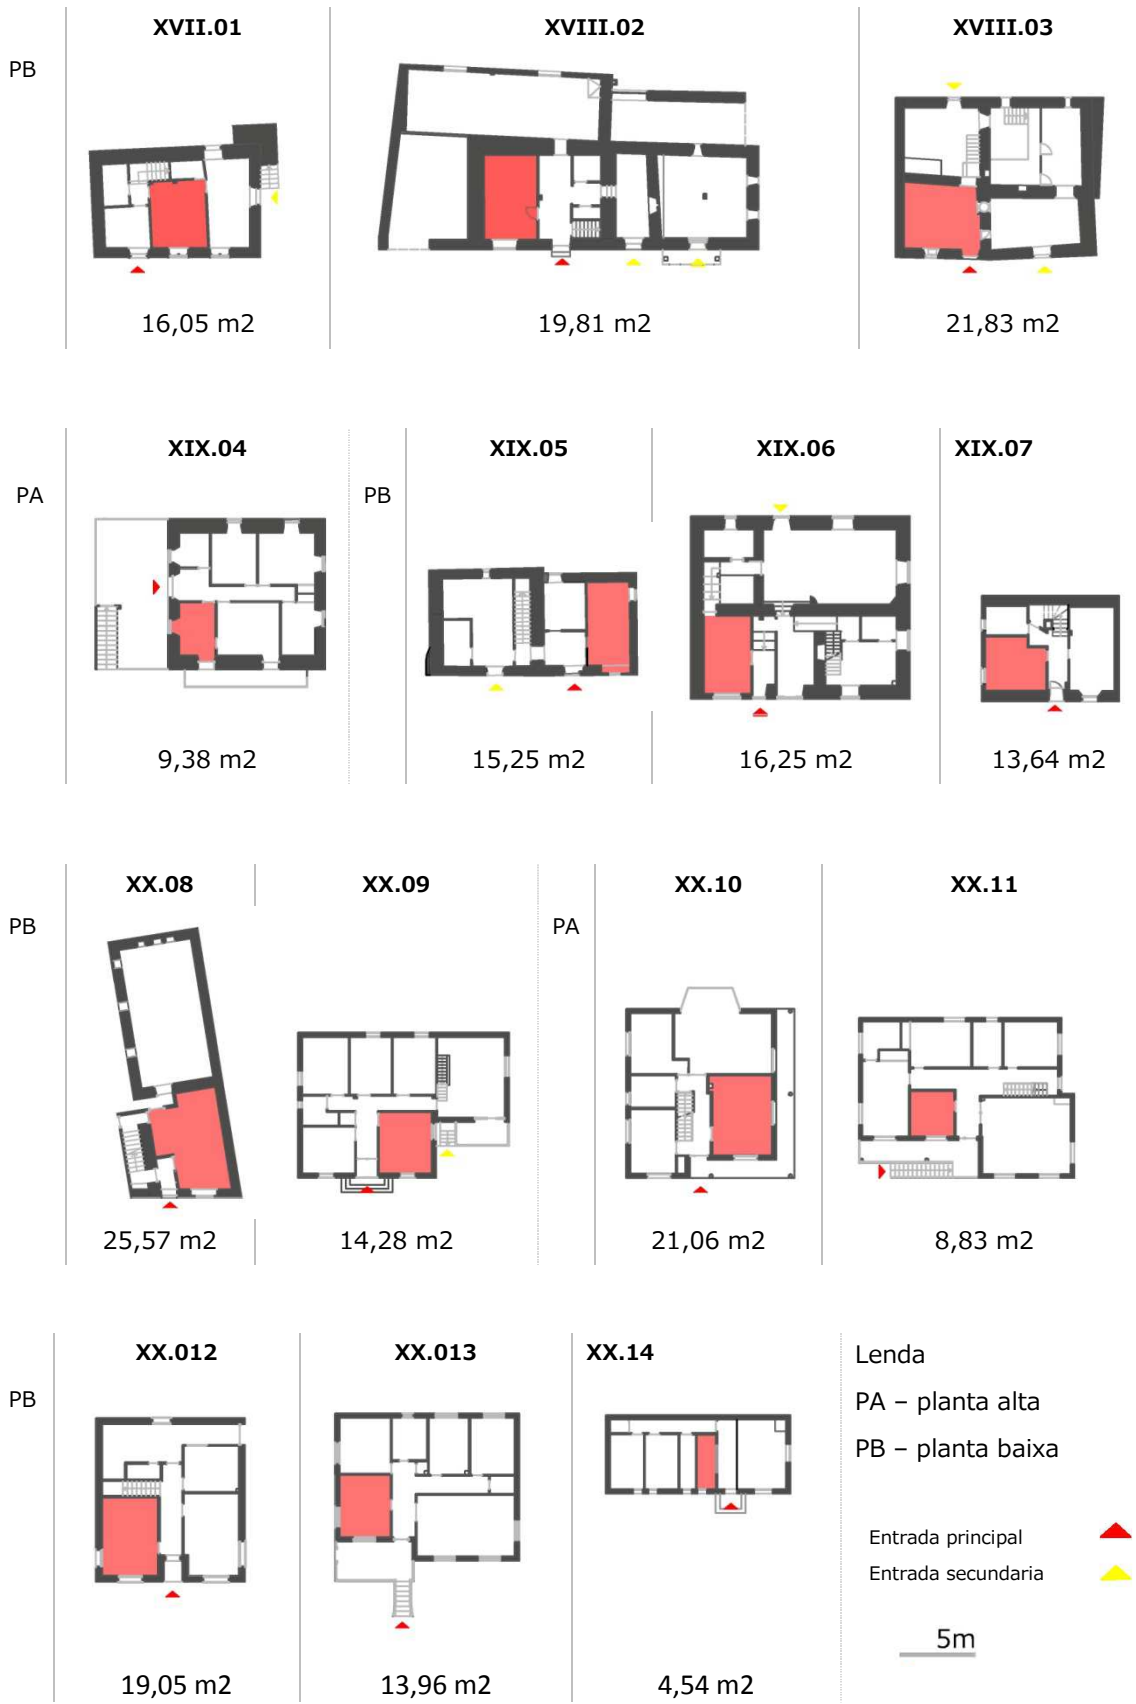 XVII.01 XVIII.02 XVIII.03
PB
16,05 m2 19,81 m2 21,83 m2
XIX.04 XIX.05 XIX.06 XIX.07
PA PB
9,38 m2 15,25 m2 16,25 m2 13,64 m2
XX.08 XX.09 XX.10 XX.11
PB PA
25,57 m2 14,28 m2 21,06 m2 8,83 m2
XX.012 XX.013 XX.14
Lenda
PB
PA – planta alta
PB – planta baixa
Entrada principal
Entrada secundaria
5m
19,05 m2 13,96 m2 4,54 m2